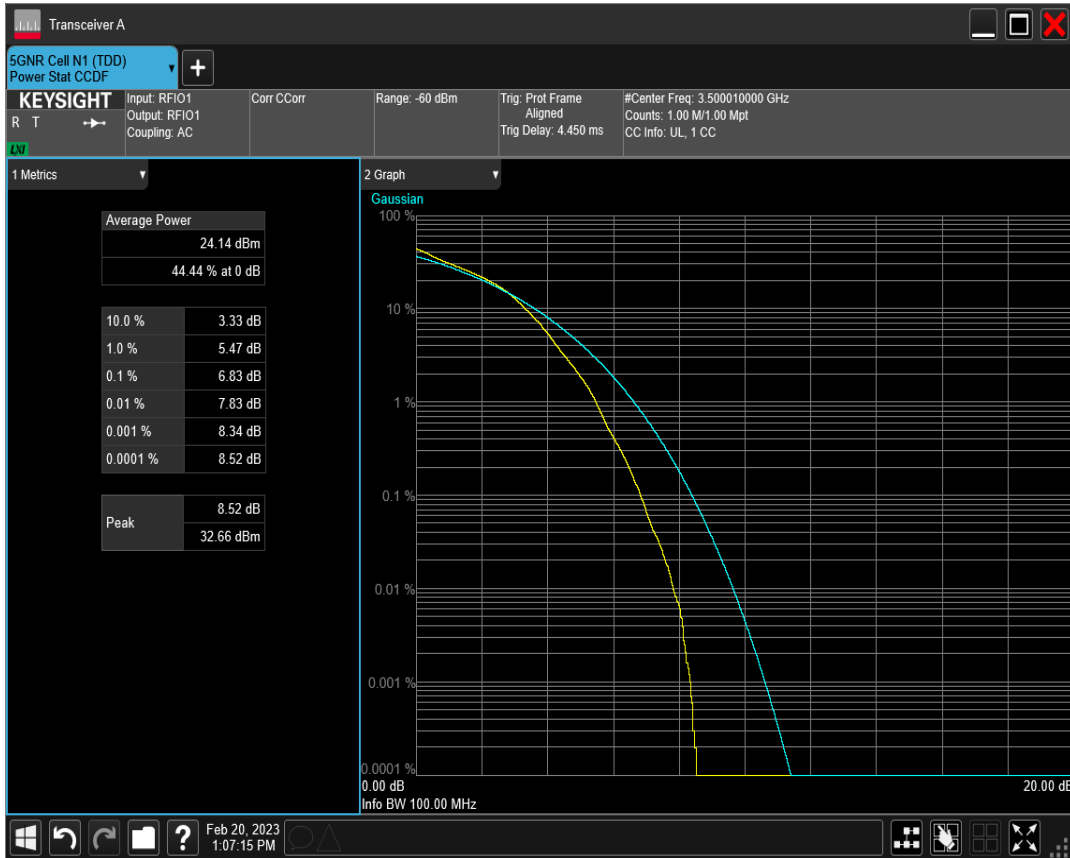 Transceiver A
5GNR Cell N1 (TDD)
Power Stat CCDF
+
KEYSIGHT
R T
LXI
Input: RFIO1
Output: RFIO1
Coupling: AC
Corr CCorr
Range: -60 dBm
Trig: Prot Frame
Aligned
Trig Delay: 4.450 ms
#Center Freq: 3.500010000 GHz
Counts: 1.00 M/1.00 Mpt
CC Info: UL, 1 CC
1 Metrics
Average Power
24.14 dBm
44.44 % at 0 dB
10.0 % 3.33 dB
1.0 % 5.47 dB
0.1 % 6.83 dB
0.01 % 7.83 dB
0.001 % 8.34 dB
0.0001 % 8.52 dB
Peak
8.52 dB
32.66 dBm
2 Graph
Gaussian
100 %
10 %
1 %
0.1 %
0.01 %
0.001 %
0.0001 %
0.00 dB 20.00 dB
Info BW 100.00 MHz
?
Feb 20, 2023
1:07:15 PM